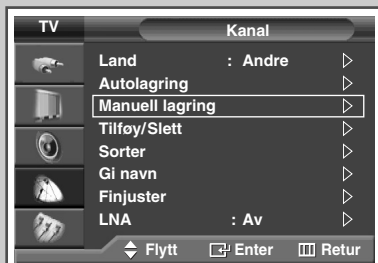 TV Kanal
Land : Andre
Autolagring
Manuell lagring
Tilføy/Slett
Sorter
Gi navn
Finjuster
LNA : Av
Flytt Enter Retur